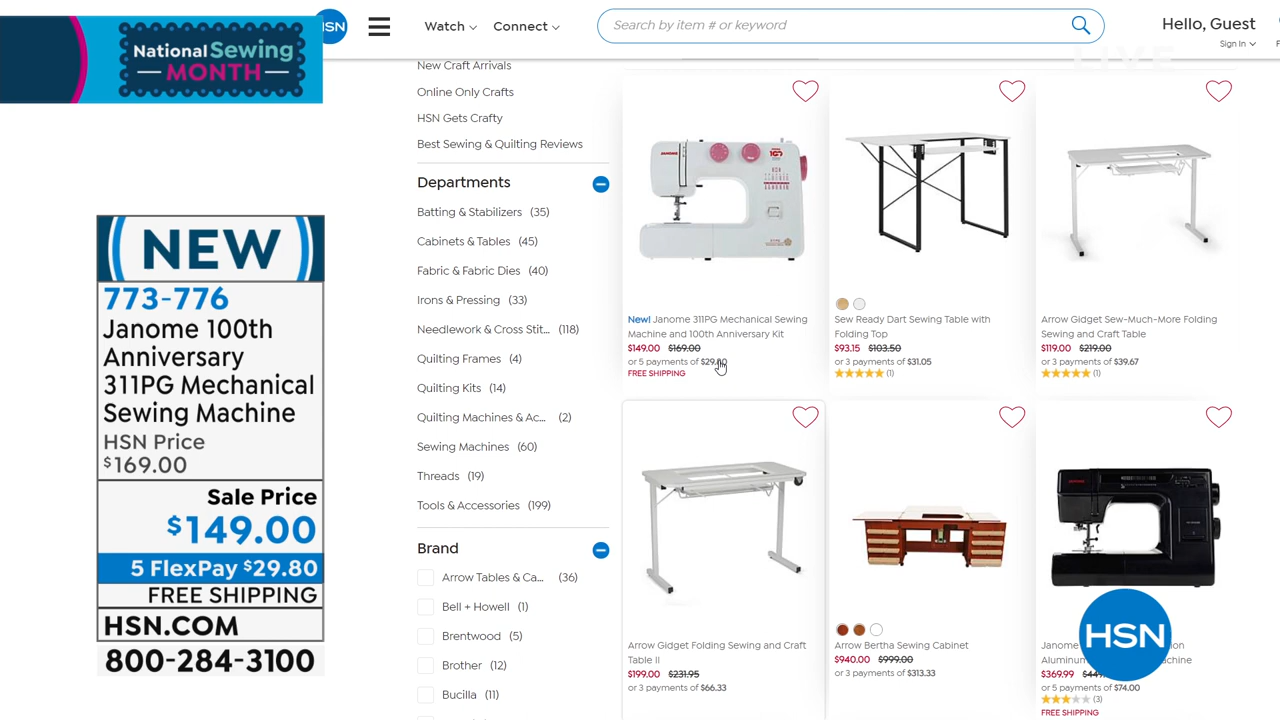 National Sewing
MONTH
HSN
Watch
Connect
Search by item # or keyword
Hello, Guest
Sign In
LIVE
NEW
773-776
Janome 100th
Anniversary
311PG Mechanical
Sewing Machine
HSN Price
$169.00
Sale Price
$149.00
5 FlexPay $29.80
FREE SHIPPING
HSN.COM
800-284-3100
New Craft Arrivals
Online Only Crafts
HSN Gets Crafty
Best Sewing & Quilting Reviews
Departments
Batting & Stabilizers (35)
Cabinets & Tables (45)
Fabric & Fabric Dies (40)
Irons & Pressing (33)
Needlework & Cross Stit... (118)
Quilting Frames (4)
Quilting Kits (14)
Quilting Machines & Ac... (2)
Sewing Machines (60)
Threads (19)
Tools & Accessories (199)
Brand
Arrow Tables & Ca... (36)
Bell + Howell (1)
Brentwood (5)
Brother (12)
Bucilla (11)
New! Janome 311PG Mechanical Sewing
Machine and 100th Anniversary Kit
$149.00 $169.00
or 5 payments of
FREE SHIPPING
Sew Ready Dart Sewing Table with
Folding Top
$93.15 $103.50
or 3 payments of $31.05
(1)
Arrow Gidget Sew-Much-More Folding
Sewing and Craft Table
$119.00 $219.00
or 3 payments of $39.67
(1)
Arrow Gidget Folding Sewing and Craft
Table II
$199.00 $231.95
or 3 payments of $66.33
Arrow Bertha Sewing Cabinet
$940.00 $999.00
or 3 payments of $313.33
Janome
$369.99
or 5 payments of $74.00
(3)
FREE SHIPPING
HSN